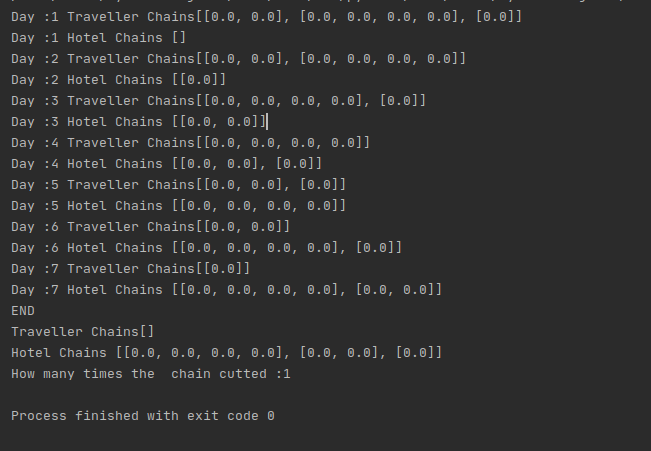 Day :1 Traveller Chains[[0.0, 0.0], [0.0, 0.0, 0.0, 0.0], [0.0]]
Day :1 Hotel Chains []
Day :2 Traveller Chains[[0.0, 0.0], [0.0, 0.0, 0.0, 0.0]]
Day :2 Hotel Chains [[0.0]]
Day :3 Traveller Chains[[0.0, 0.0, 0.0, 0.0], [0.0]]
Day :3 Hotel Chains [[0.0, 0.0]]
Day :4 Traveller Chains[[0.0, 0.0, 0.0, 0.0]]
Day :4 Hotel Chains [[0.0, 0.0], [0.0]]
Day :5 Traveller Chains[[0.0, 0.0], [0.0]]
Day :5 Hotel Chains [[0.0, 0.0, 0.0, 0.0]]
Day :6 Traveller Chains[[0.0, 0.0]]
Day :6 Hotel Chains [[0.0, 0.0, 0.0, 0.0], [0.0]]
Day :7 Traveller Chains[[0.0]]
Day :7 Hotel Chains [[0.0, 0.0, 0.0, 0.0], [0.0, 0.0]]
END
Traveller Chains[]
Hotel Chains [[0.0, 0.0, 0.0, 0.0], [0.0, 0.0], [0.0]]
How many times the  chain cutted :1
Process finished with exit code 0